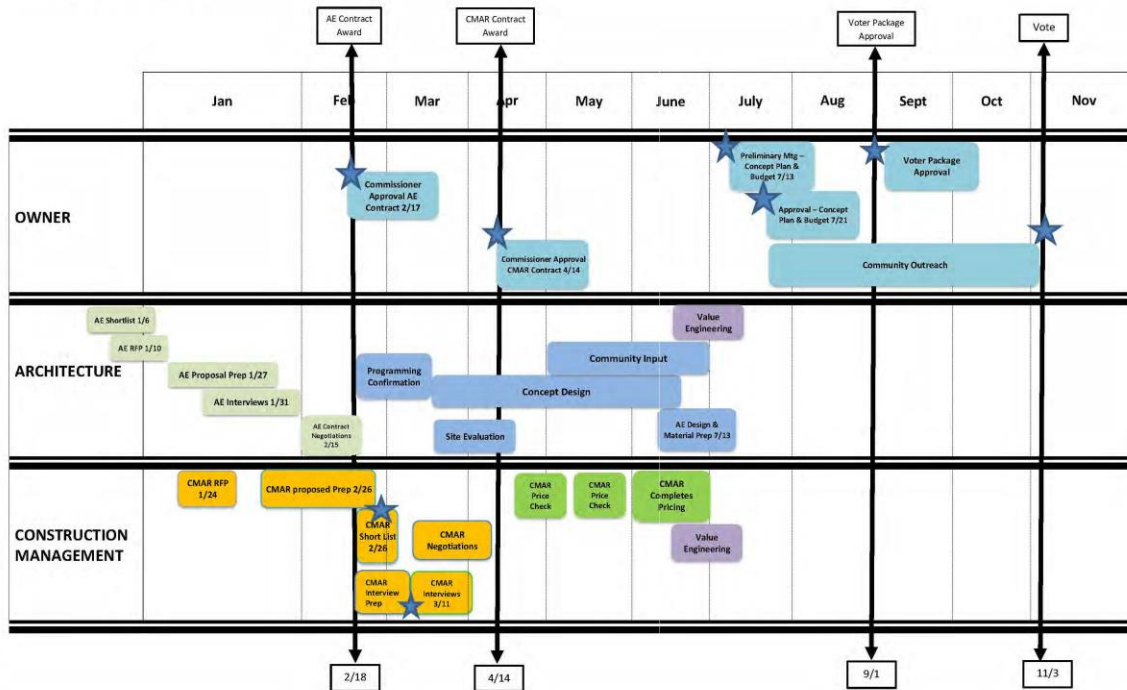 AE Contract
Award
CMAR Contract
Award
Voter Package
Approval
Vote
Jan
Feb
Mar
Apr
May
June
July
Aug
Sept
Oct
Nov
OWNER
Commissioner
Approval AE
Contract 2/17
Commissioner Approval
CMAR Contract 4/14
Preliminary Mtg –
Concept Plan &
Budget 7/13
Approval – Concept
Plan & Budget 7/21
Voter Package
Approval
Community Outreach
ARCHITECTURE
AE Shortlist 1/6
AE RFP 1/10
AE Proposal Prep 1/27
AE Interviews 1/31
AE Contract
Negotiations
2/15
Programming
Confirmation
Site Evaluation
Concept Design
Community Input
Value
Engineering
AE Design &
Material Prep 7/13
CONSTRUCTION
MANAGEMENT
CMAR RFP
1/24
CMAR proposed Prep 2/26
CMAR
Short List
2/26
CMAR
Interview
Prep
CMAR
Negotiations
CMAR
Interviews
3/11
CMAR
Price
Check
CMAR
Price
Check
CMAR
Completes
Pricing
Value
Engineering
2/18
4/14
9/1
11/3